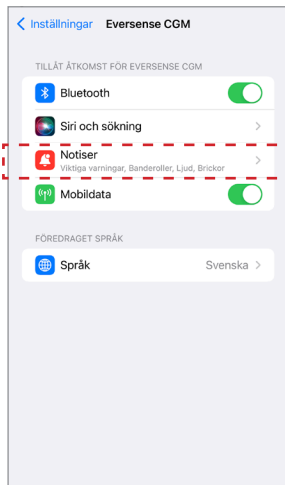 Inställningar Eversense CGM
TILLÅT ÅTKOMST FÖR EVERSENSE CGM
Bluetooth
Siri och sökning
Notiser
Viktiga varningar, Banderoller, Ljud, Brickor
Mobildata
FÖREDRAGET SPRÅK
Språk Svenska